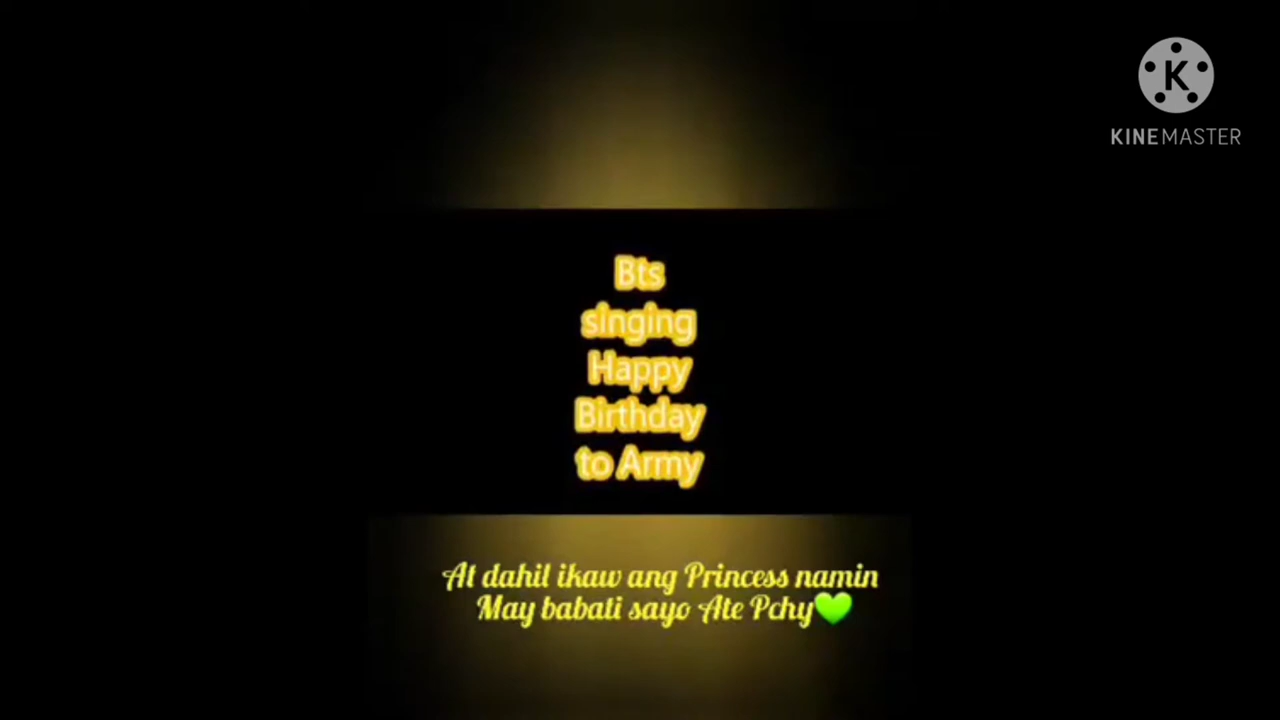 KINEMASTER
Bts
singing
Happy
Birthday
to Army
At dahil ikaw ang Princess namin
May babati sayo Ate Pchy💚